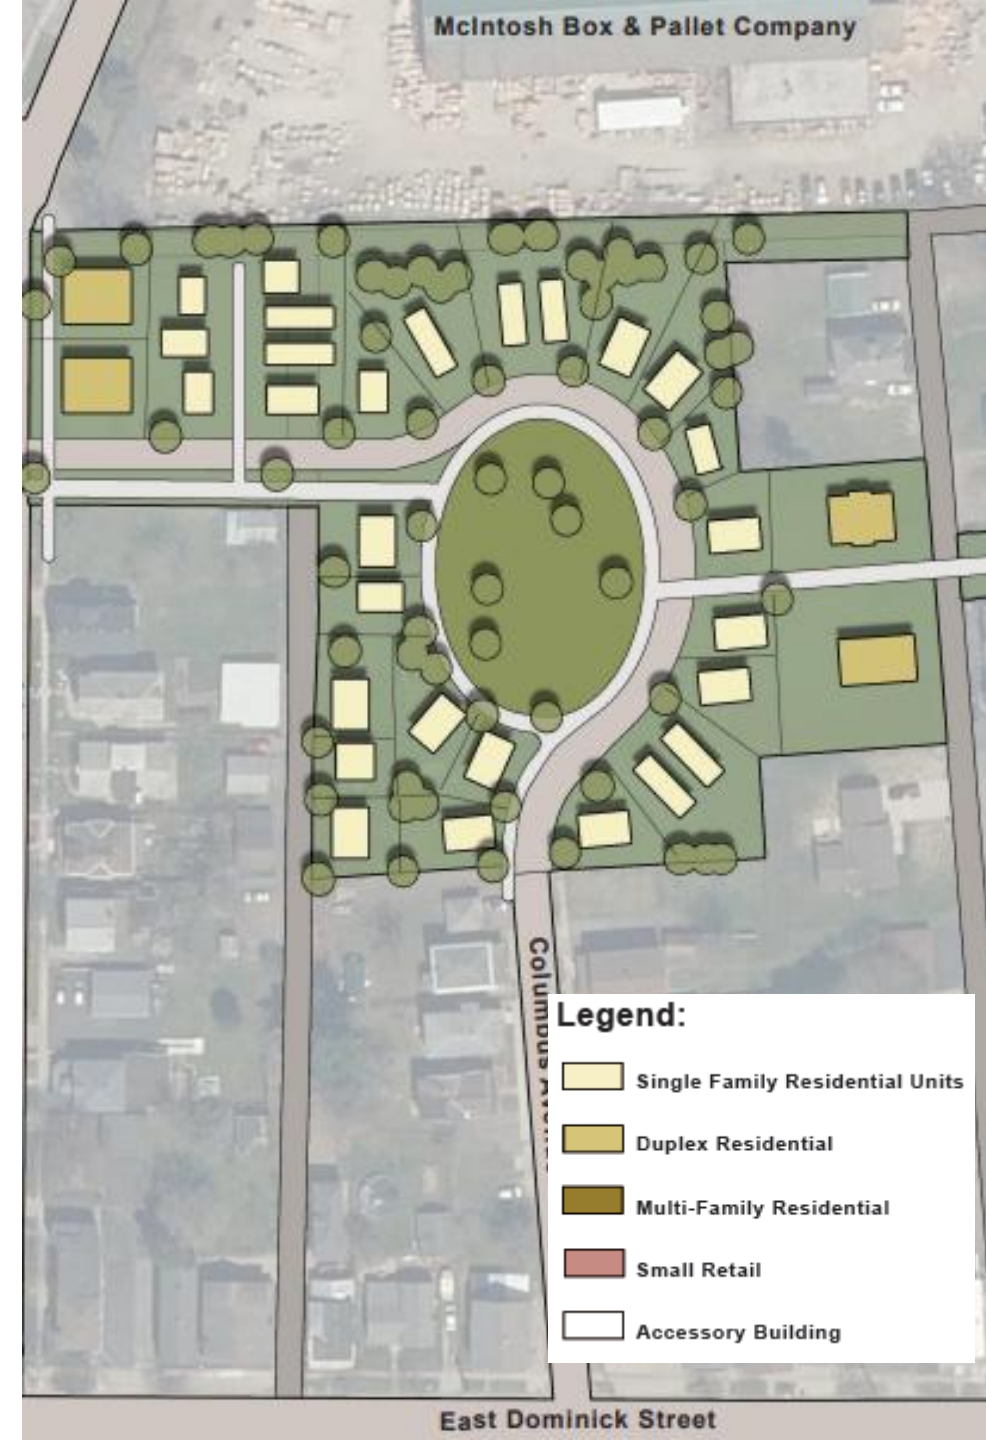 McIntosh Box & Pallet Company
Columbus
Legend:
Single Family Residential Units
Duplex Residential
Multi-Family Residential
Small Retail
Accessory Building
East Dominick Street